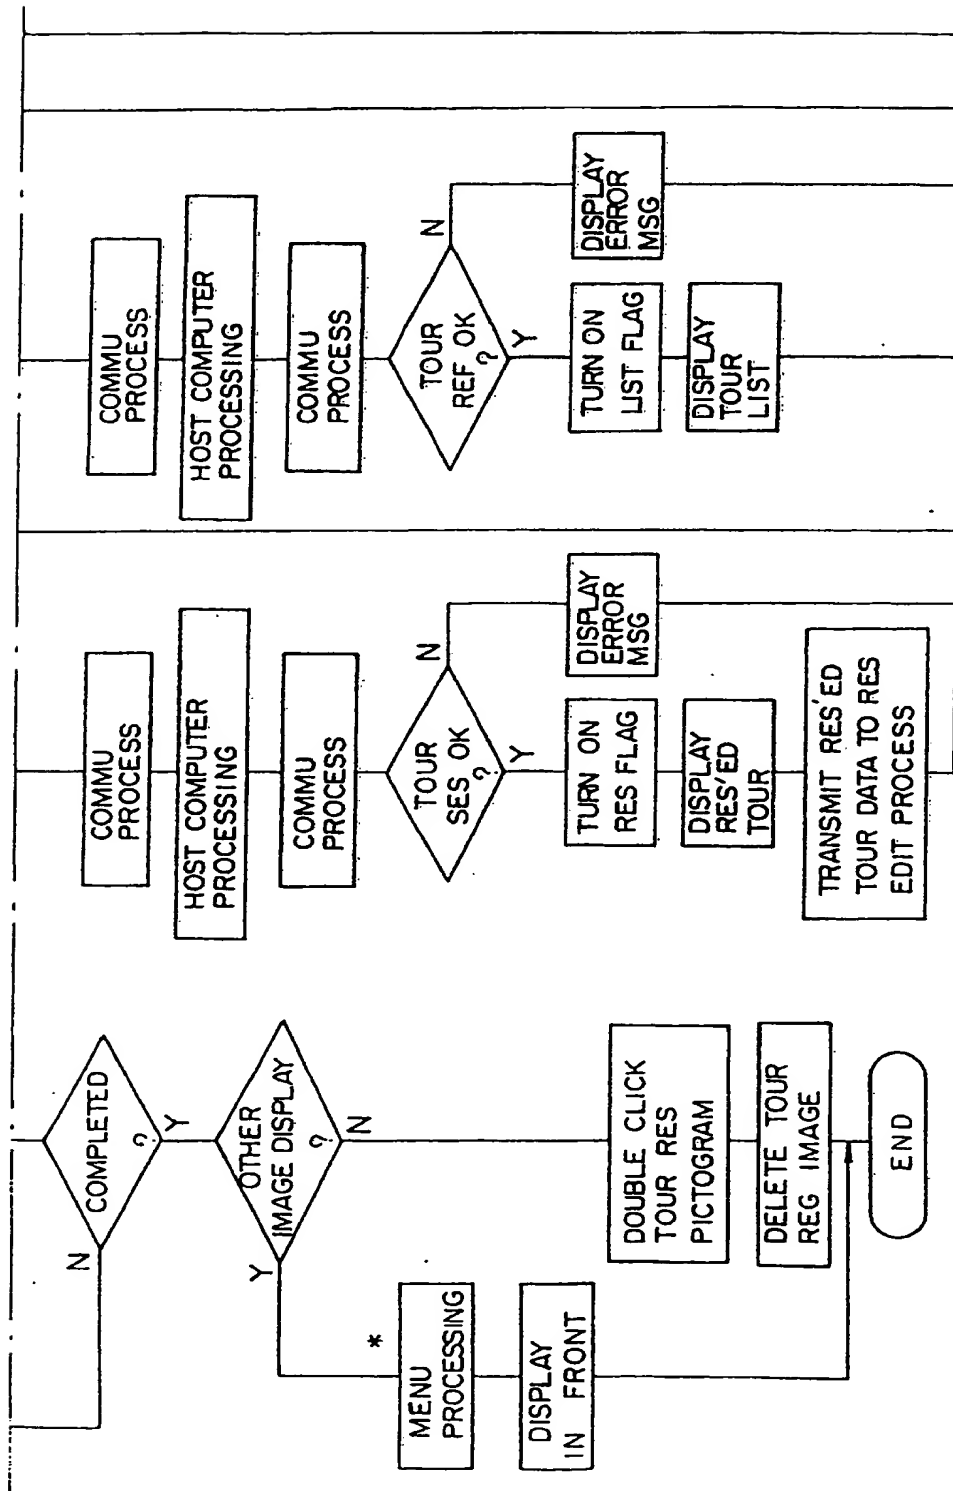 COMPLETED
?
N
Y
OTHER
IMAGE DISPLAY
?
Y
N
*
MENU
PROCESSING
DISPLAY
IN FRONT
DOUBLE CLICK
TOUR RES
PICTOGRAM
DELETE TOUR
REG IMAGE
END
COMMU
PROCESS
HOST COMPUTER
PROCESSING
COMMU
PROCESS
TOUR
SES OK
?
N
Y
DISPLAY
ERROR
MSG
TURN ON
RES FLAG
DISPLAY
RES'ED
TOUR
TRANSMIT RES'ED
TOUR DATA TO RES
EDIT PROCESS
COMMU
PROCESS
HOST COMPUTER
PROCESSING
COMMU
PROCESS
TOUR
REF OK
?
N
Y
DISPLAY
ERROR
MSG
TURN ON
LIST FLAG
DISPLAY
TOUR
LIST